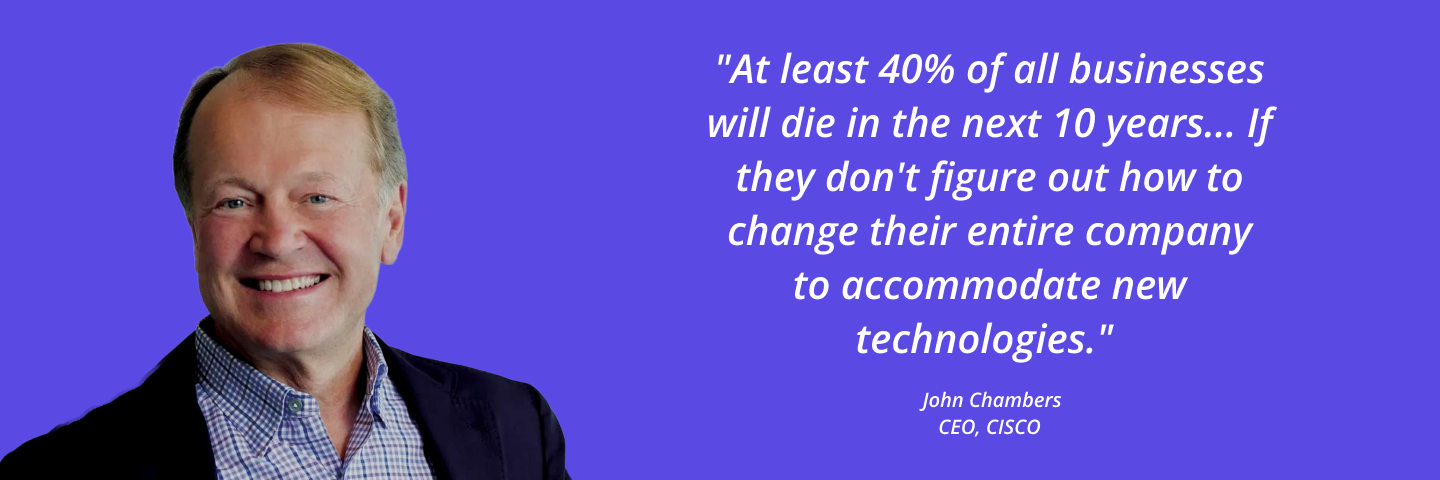 "At least 40% of all businesses
will die in the next 10 years... If
they don't figure out how to
change their entire company
to accommodate new
technologies."
John Chambers
CEO, CISCO